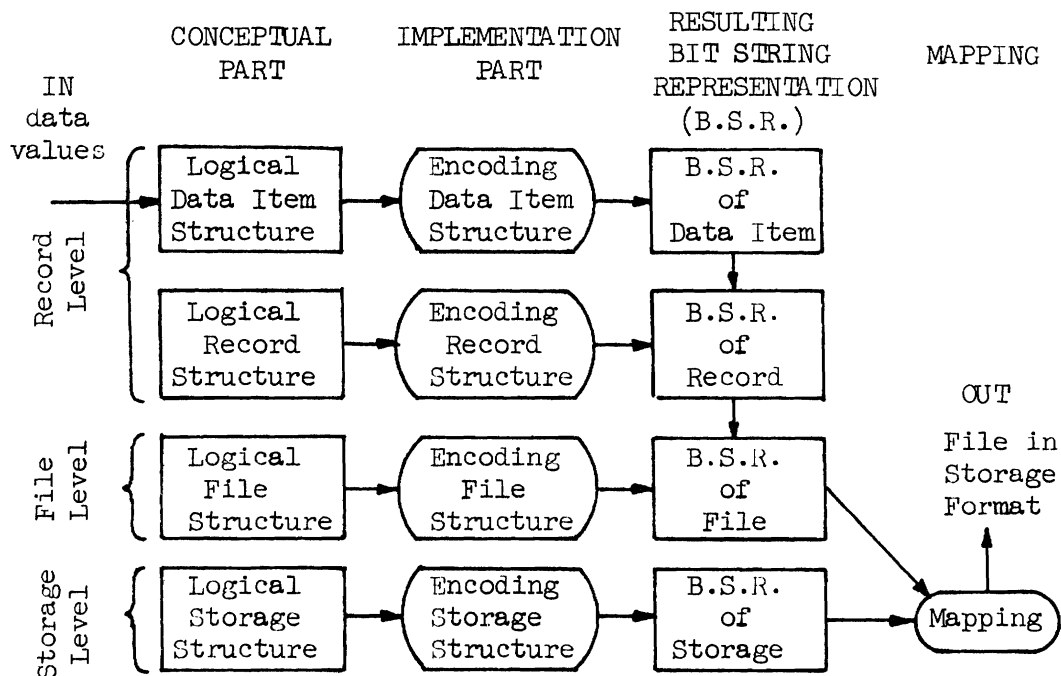 CONCEPTUAL
PART
IMPLEMENTATION
PART
RESULTING
BIT STRING
REPRESENTATION
(B.S.R.)
MAPPING
IN
data
values
Record
Level
Logical
Data Item
Structure
Encoding
Data Item
Structure
B.S.R.
of
Data Item
Logical
Record
Structure
Encoding
Record
Structure
B.S.R.
of
Record
OUT
File in
Storage
Format
File
Level
Logical
File
Structure
Encoding
File
Structure
B.S.R.
of
File
Storage
Level
Logical
Storage
Structure
Encoding
Storage
Structure
B.S.R.
of
Storage
Mapping